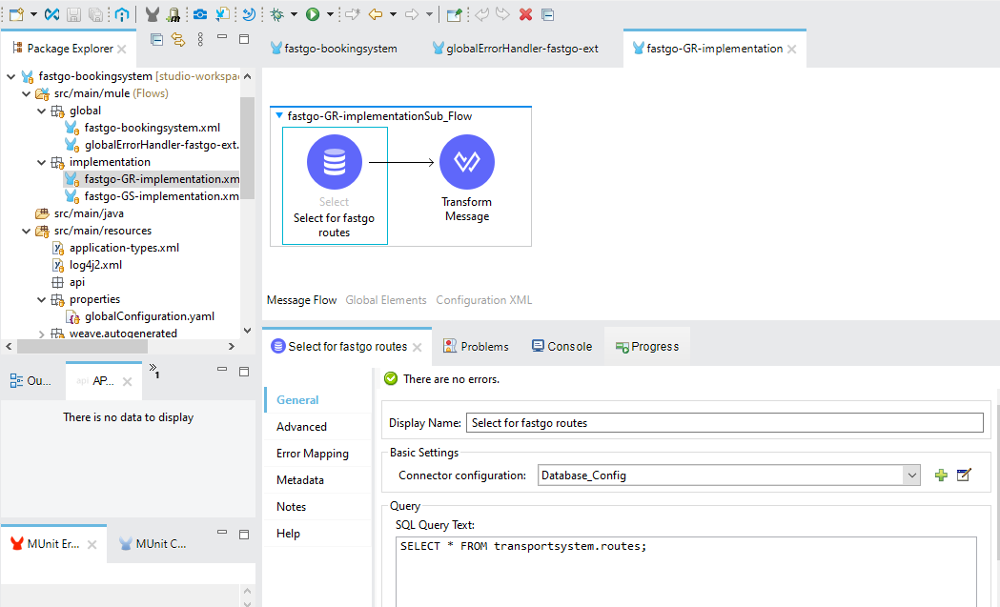 Package Explorer
fastgo-bookingsystem
globalErrorHandler-fastgo-ext
fastgo-GR-implementation
fastgo-bookingsystem [studio-workspa
src/main/mule (Flows)
global
fastgo-bookingsystem.xml
globalErrorHandler-fastgo-ext.
implementation
fastgo-GR-implementation.xm
fastgo-GS-implementation.xm
src/main/java
src/main/resources
application-types.xml
log4j2.xml
api
properties
globalConfiguration.yaml
weave.autogenerated
fastgo-GR-implementationSub_Flow
Select
Select for fastgo
routes
Transform
Message
Message Flow
Global Elements
Configuration XML
Ou...
api
AP...
»1
There is no data to display
MUnit Er...
MUnit C...
Select for fastgo routes
Problems
Console
Progress
General
Advanced
Error Mapping
Metadata
Notes
Help
There are no errors.
Display Name: Select for fastgo routes
Basic Settings
Connector configuration: Database_Config
Query
SQL Query Text:
SELECT * FROM transportsystem.routes;